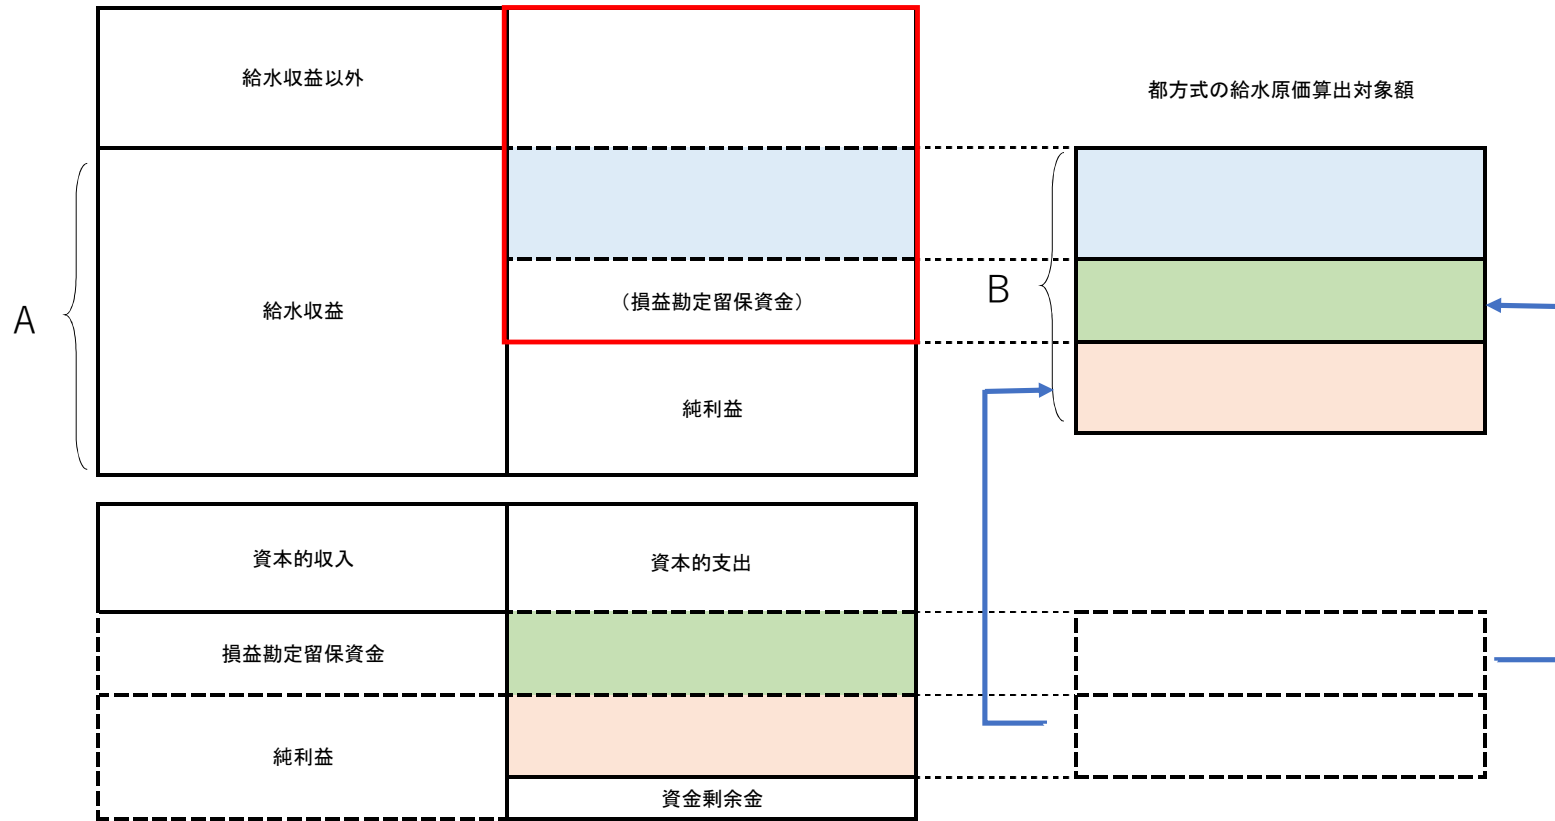 給水収益以外
都方式の給水原価算出対象額
A
給水収益
（損益勘定留保資金）
B
純利益
資本的収入
資本的支出
損益勘定留保資金
純利益
資金剰余金